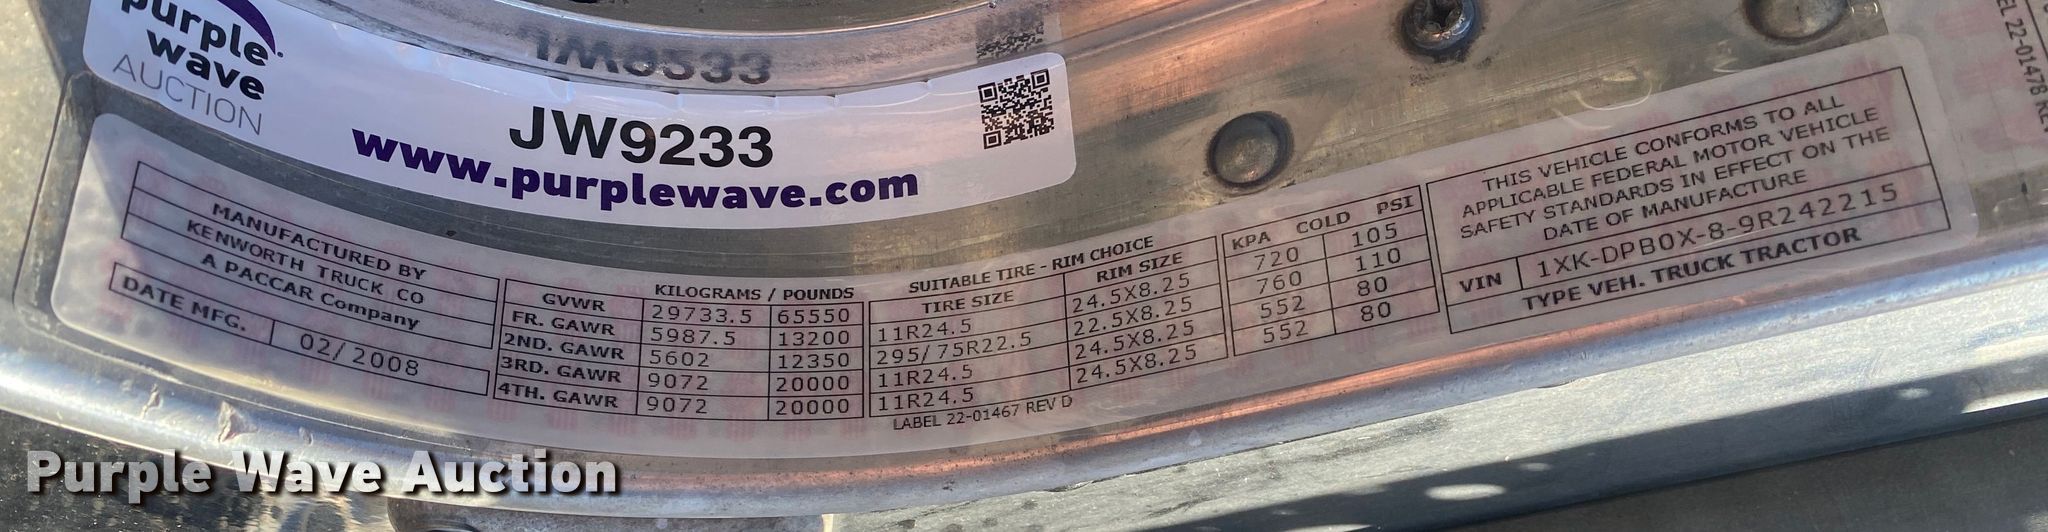 purple
wave
AUCTION
JW9233
www.purplewave.com
MANUFACTURED BY
KENWORTH TRUCK CO
A PACCAR Company
DATE MFG. 02/2008
KILOGRAMS / POUNDS
GVWR 29733.5 65550
FR. GAWR 5987.5 13200
2ND. GAWR 5602 12350
3RD. GAWR 9072 20000
4TH. GAWR 9072 20000
SUITABLE TIRE - RIM CHOICE
TIRE SIZE RIM SIZE
11R24.5 24.5X8.25
295/75R22.5 22.5X8.25
11R24.5 24.5X8.25
11R24.5 24.5X8.25
LABEL 22-01467 REV D
KPA COLD PSI
720 105
760 110
552 80
552 80
THIS VEHICLE CONFORMS TO ALL
APPLICABLE FEDERAL MOTOR VEHICLE
SAFETY STANDARDS IN EFFECT ON THE
DATE OF MANUFACTURE
VIN 1XK-DPB0X-8-9R242215
TYPE VEH. TRUCK TRACTOR
22-01478
Purple Wave Auction